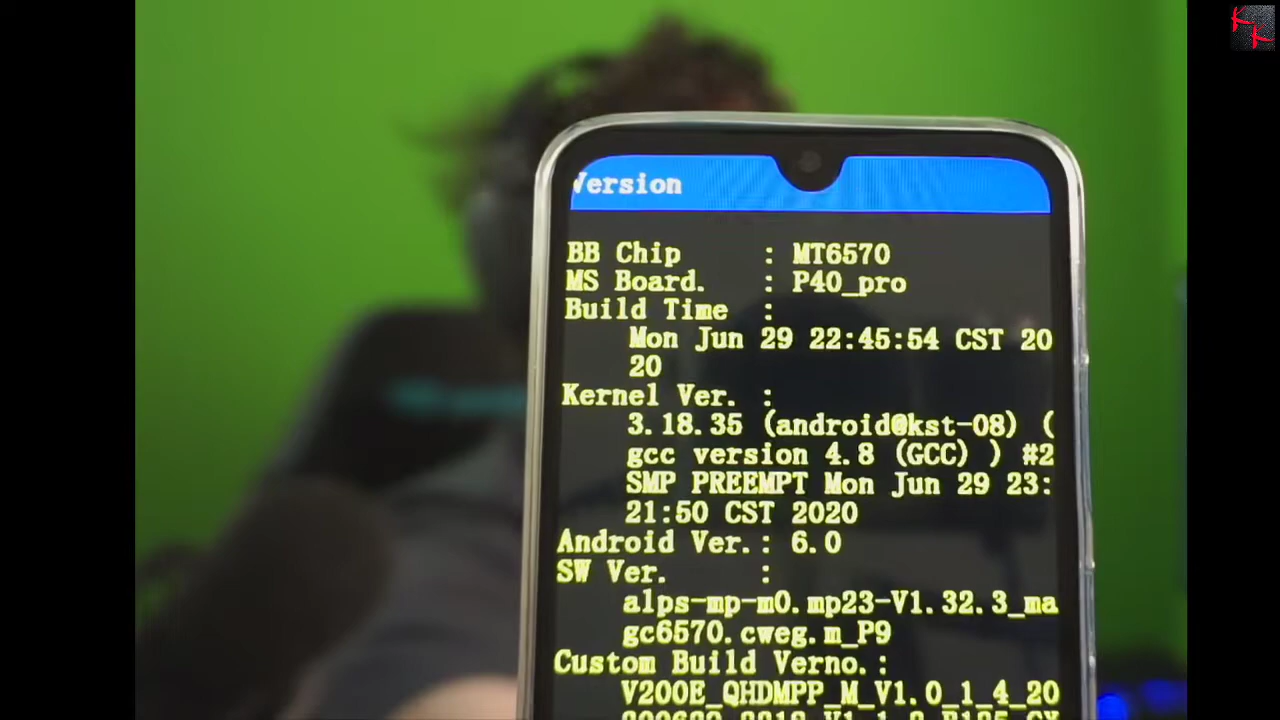 Version
BB Chip : MT6570
MS Board. : P40_pro
Build Time :
Mon Jun 29 22:45:54 CST 20
20
Kernel Ver. :
3.18.35 (android@kst-08) (
gcc version 4.8 (GCC) ) #2
SMP PREEMPT Mon Jun 29 23:
21:50 CST 2020
Android Ver.: 6.0
SW Ver. :
alps-mp-m0.mp23-V1.32.3_ma
gc6570.cweg.m_P9
Custom Build Verno.:
V200E_QHDMPP_M_V1.0_1_4_20